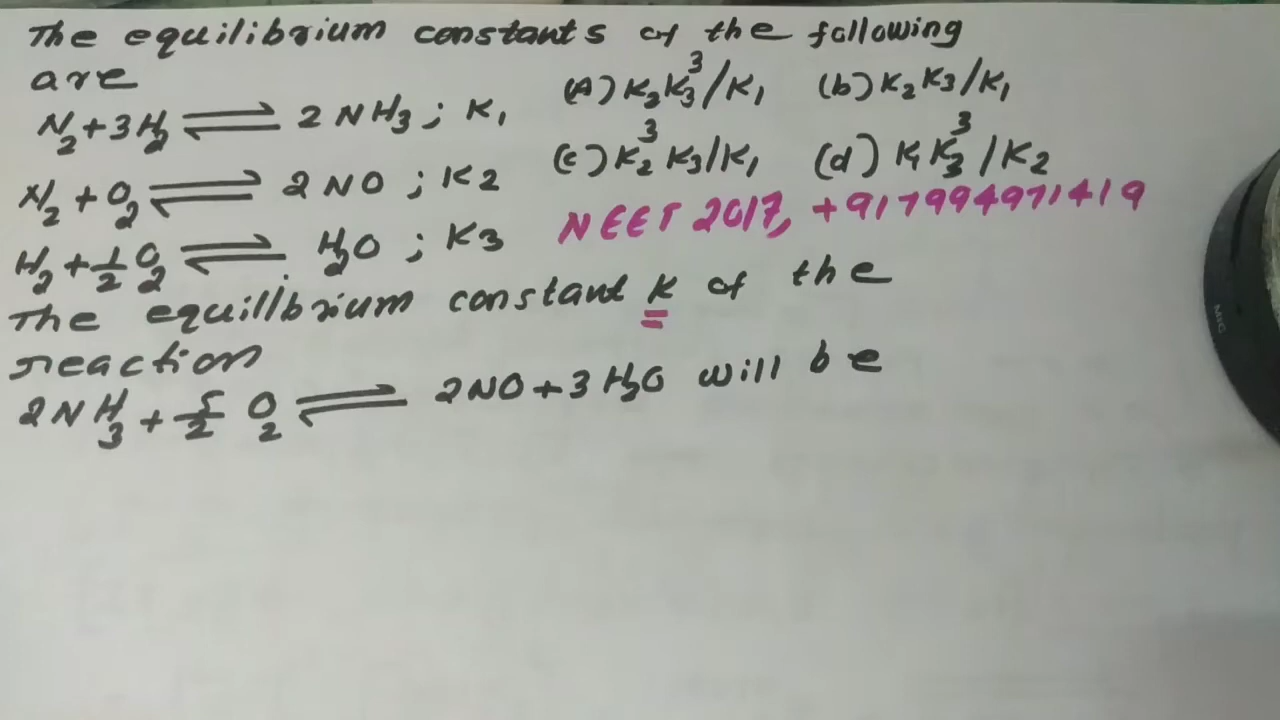 The equilibrium constants of the following
are
N2 + 3H2 ⇌ 2NH3 ; K1
(A) K2K3^3/K1 (b) K2K3/K1
N2 + O2 ⇌ 2NO ; K2
(c) K2^3 K3/K1 (d) K1K3^3/K2
H2 + 1/2 O2 ⇌ H2O ; K3
NEET 2017, +917994971419
The equilibrium constant K of the
reaction
2NH3 + 5/2 O2 ⇌ 2NO + 3H2O will be